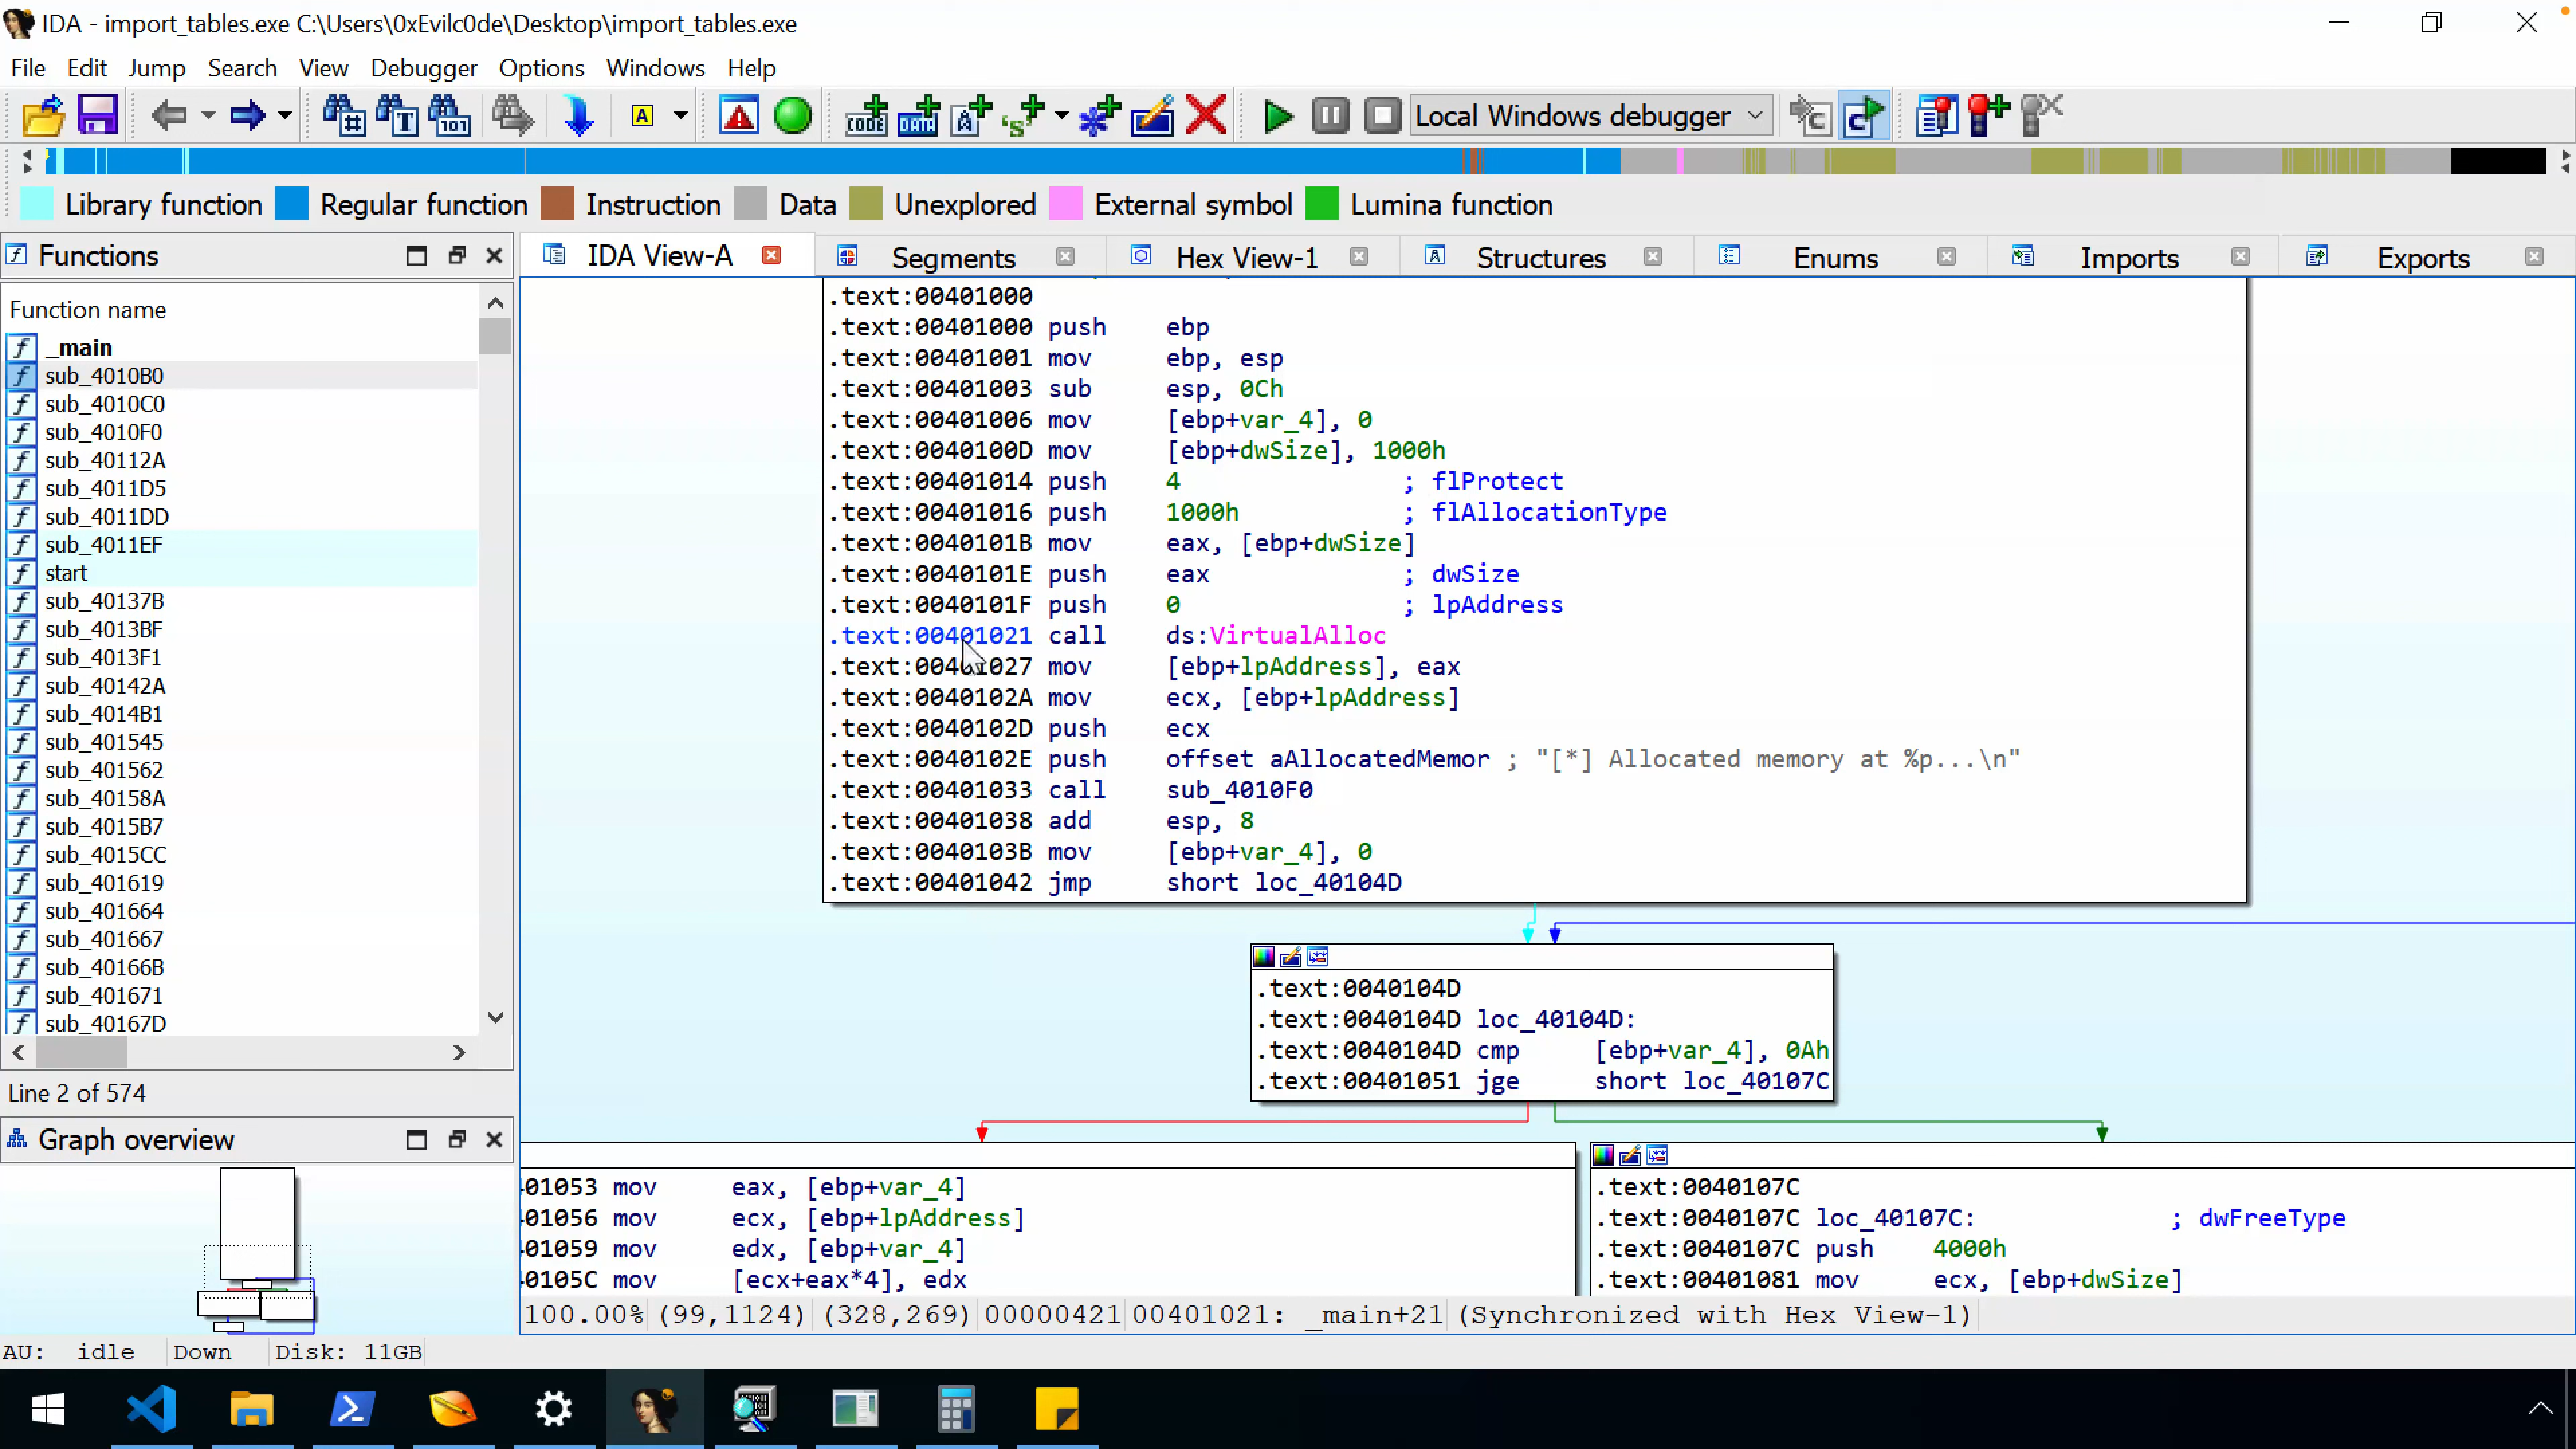 IDA - import_tables.exe C:\Users\0xEvilc0de\Desktop\import_tables.exe
File Edit Jump Search View Debugger Options Windows Help
Local Windows debugger
Library function Regular function Instruction Data Unexplored External symbol Lumina function
Functions
Function name
_main
sub_4010B0
sub_4010C0
sub_4010F0
sub_40112A
sub_4011D5
sub_4011DD
sub_4011EF
start
sub_40137B
sub_4013BF
sub_4013F1
sub_40142A
sub_4014B1
sub_401545
sub_401562
sub_40158A
sub_4015B7
sub_4015CC
sub_401619
sub_401664
sub_401667
sub_40166B
sub_401671
sub_40167D
Line 2 of 574
Graph overview
IDA View-A Segments Hex View-1 Structures Enums Imports Exports
.text:00401000
.text:00401000 push ebp
.text:00401001 mov ebp, esp
.text:00401003 sub esp, 0Ch
.text:00401006 mov [ebp+var_4], 0
.text:0040100D mov [ebp+dwSize], 1000h
.text:00401014 push 4 ; flProtect
.text:00401016 push 1000h ; flAllocationType
.text:0040101B mov eax, [ebp+dwSize]
.text:0040101E push eax ; dwSize
.text:0040101F push 0 ; lpAddress
.text:00401021 call ds:VirtualAlloc
.text:00401027 mov [ebp+lpAddress], eax
.text:0040102A mov ecx, [ebp+lpAddress]
.text:0040102D push ecx
.text:0040102E push offset aAllocatedMemor ; "[*] Allocated memory at %p...\n"
.text:00401033 call sub_4010F0
.text:00401038 add esp, 8
.text:0040103B mov [ebp+var_4], 0
.text:00401042 jmp short loc_40104D
.text:0040104D
.text:0040104D loc_40104D:
.text:0040104D cmp [ebp+var_4], 0Ah
.text:00401051 jge short loc_40107C
401053 mov eax, [ebp+var_4]
401056 mov ecx, [ebp+lpAddress]
401059 mov edx, [ebp+var_4]
40105C mov [ecx+eax*4], edx
.text:0040107C
.text:0040107C loc_40107C: ; dwFreeType
.text:0040107C push 4000h
.text:00401081 mov ecx, [ebp+dwSize]
100.00% (99,1124) (328,269) 00000421 00401021: _main+21 (Synchronized with Hex View-1)
AU: idle Down Disk: 11GB